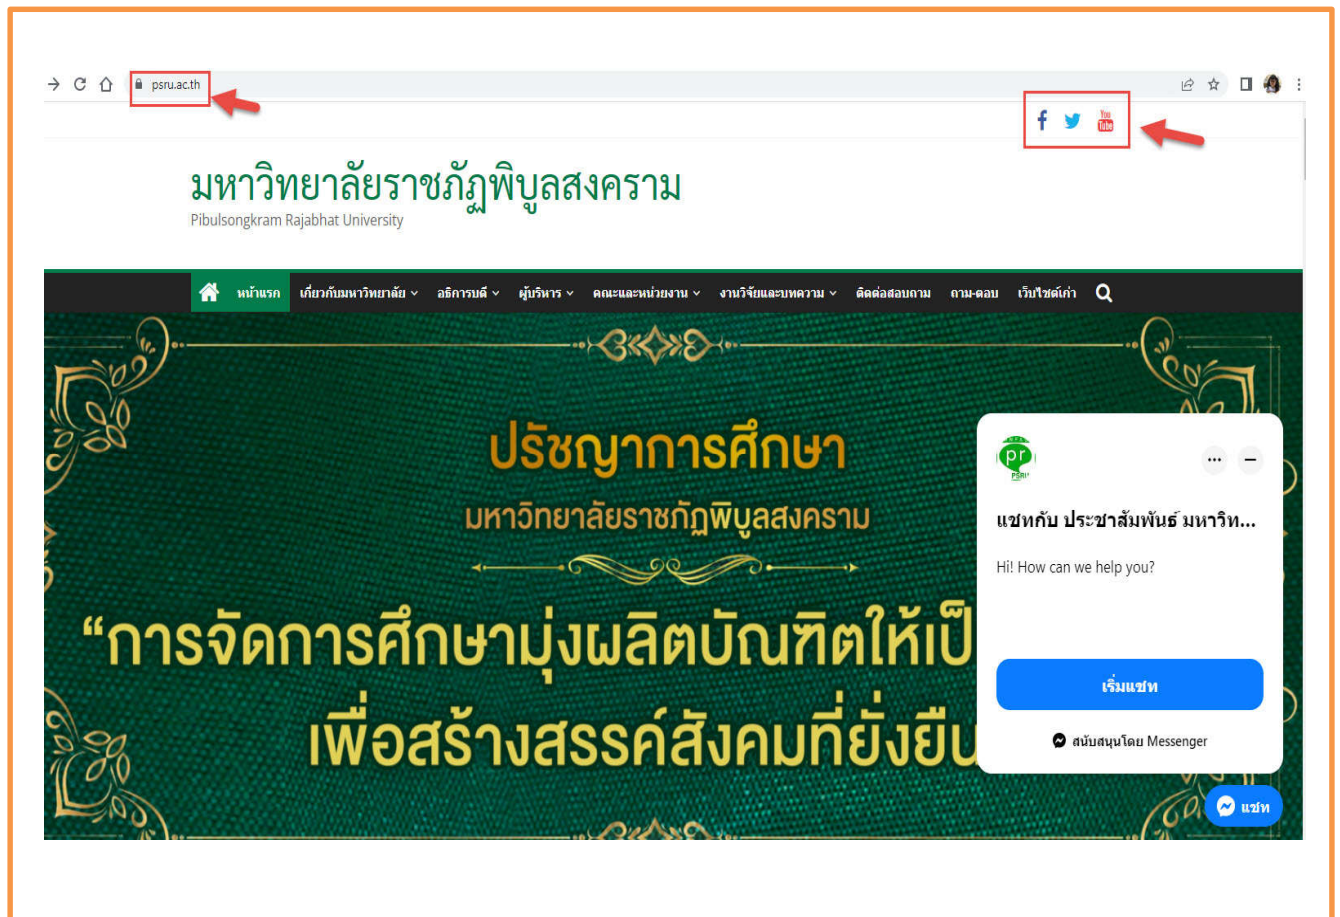 psru.ac.th
f You Tube
มหาวิทยาลัยราชภัฏพิบูลสงคราม
Pibulsongkram Rajabhat University
หน้าแรก เกี่ยวกับมหาวิทยาลัย อธิการบดี ผู้บริหาร คณะและหน่วยงาน งานวิจัยและบทความ ติดต่อสอบถาม ถาม-ตอบ เว็บไซต์เก่า
ปรัชญาการศึกษา
มหาวิทยาลัยราชภัฏพิบูลสงคราม
“การจัดการศึกษามุ่งผลิตบัณฑิตให้เป็
เพื่อสร้างสรรค์สังคมที่ยั่งยืน
pr
แชทกับ ประชาสัมพันธ์ มหาวิท...
Hi! How can we help you?
เริ่มแชท
สนับสนุนโดย Messenger
แชท